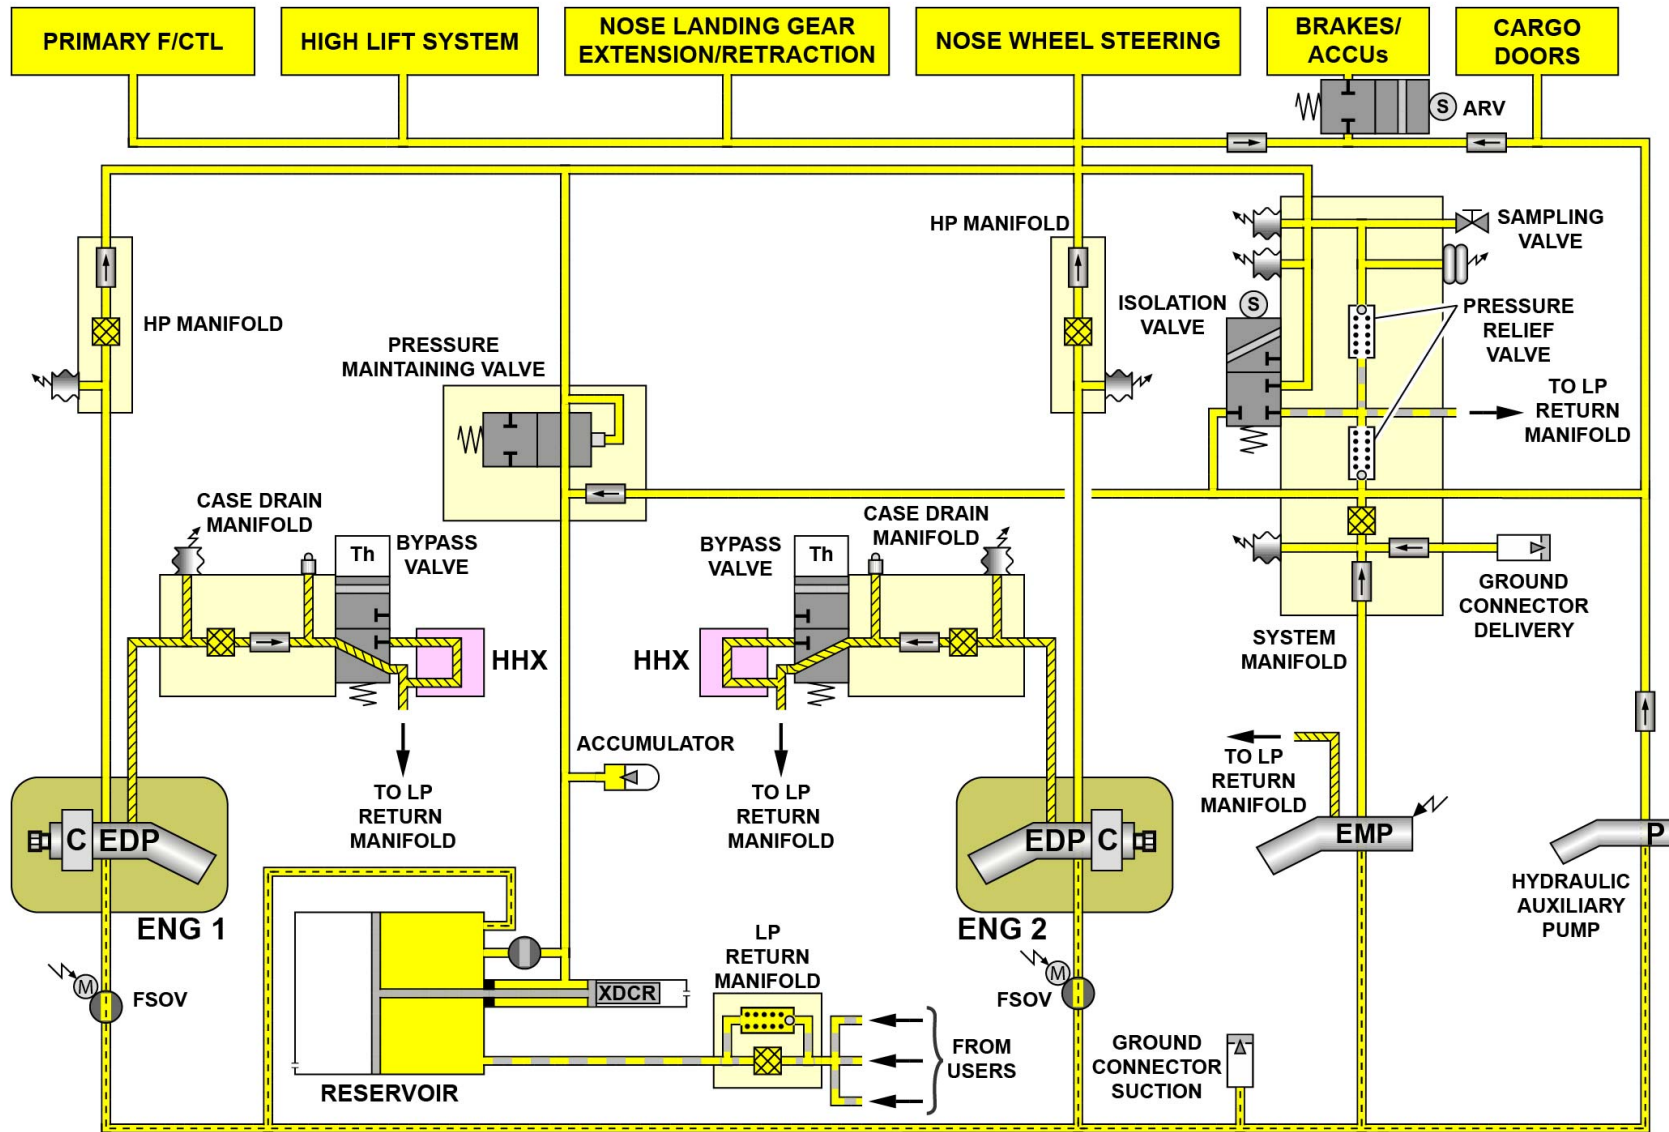 PRIMARY F/CTL
HIGH LIFT SYSTEM
NOSE LANDING GEAR
EXTENSION/RETRACTION
NOSE WHEEL STEERING
BRAKES/
ACCUs
CARGO
DOORS
S
ARV
HP MANIFOLD
HP MANIFOLD
SAMPLING
VALVE
ISOLATION
VALVE
S
PRESSURE
RELIEF
VALVE
PRESSURE
MAINTAINING VALVE
TO LP
RETURN
MANIFOLD
CASE DRAIN
MANIFOLD
Th
BYPASS
VALVE
BYPASS
VALVE
Th
CASE DRAIN
MANIFOLD
GROUND
CONNECTOR
DELIVERY
HHX
HHX
SYSTEM
MANIFOLD
ACCUMULATOR
TO LP
RETURN
MANIFOLD
TO LP
RETURN
MANIFOLD
TO LP
RETURN
MANIFOLD
C
EDP
EDP
C
EMP
P
ENG 1
ENG 2
HYDRAULIC
AUXILIARY
PUMP
LP
RETURN
MANIFOLD
M
FSOV
M
FSOV
XDCR
FROM
USERS
GROUND
CONNECTOR
SUCTION
RESERVOIR